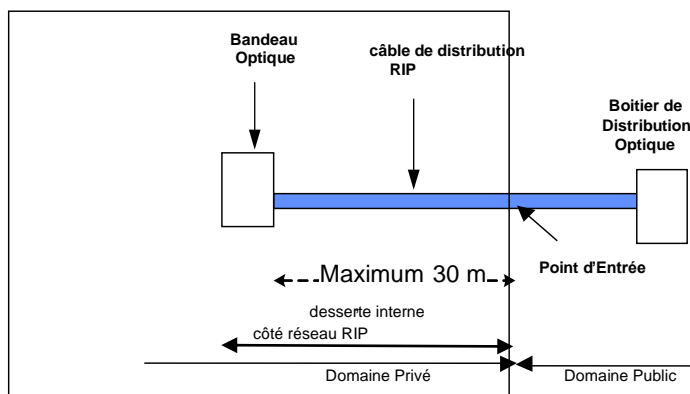 Bandeau
Optique
câble de distribution
RIP
Boitier de
Distribution
Optique
Point d'Entrée
Maximum 30 m
desserte interne
côté réseau RIP
Domaine Privé
Domaine Public